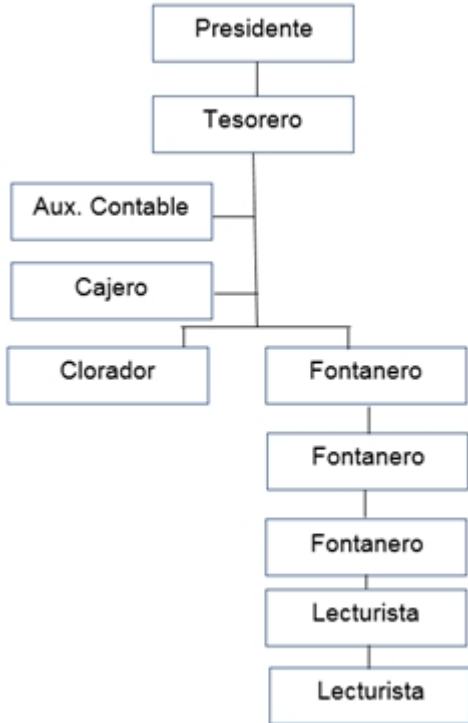 Presidente
Tesorero
Aux. Contable
Cajero
Clorador
Fontanero
Fontanero
Fontanero
Lecturista
Lecturista